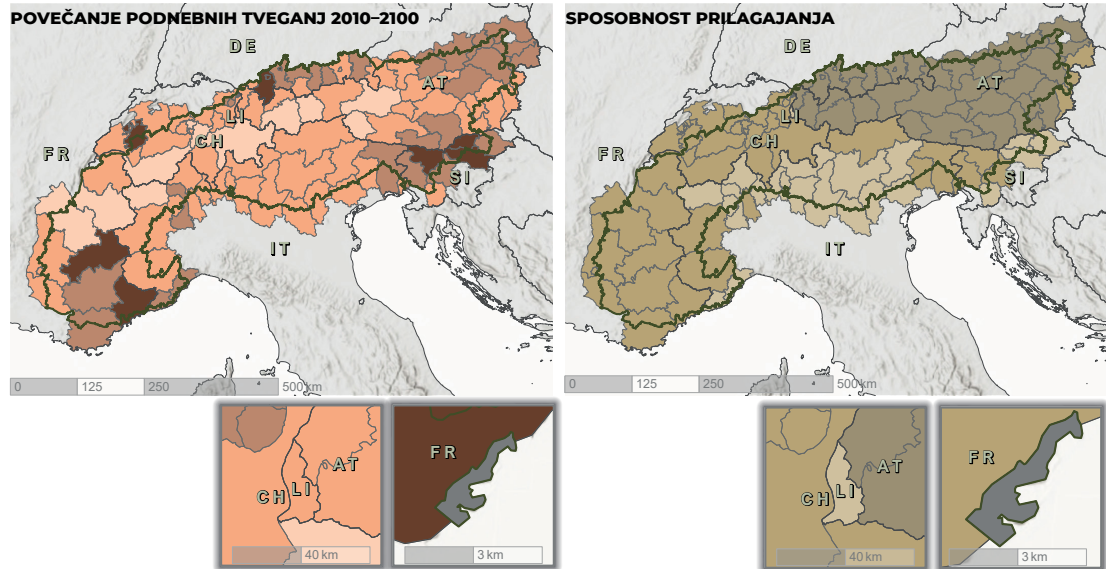 POVEČANJE PODNEBNIH TVEGANJ 2010–2100
DE
AT
LI
CH
FR
SI
IT
0 125 250 500 km
CH LI AT
40 km
FR
3 km
SPOSOBNOST PRILAGAJANJA
DE
AT
LI
CH
FR
SI
IT
0 125 250 500 km
CH LI AT
40 km
FR
3 km